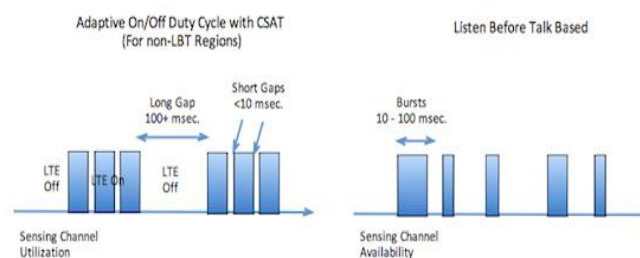 Adaptive On/Off Duty Cycle with CSAT
(For non-LBT Regions)
Listen Before Talk Based
Short Gaps
<10 msec.
Long Gap
100+ msec.
Bursts
10 - 100 msec.
LTE
Off
LTE On
LTE
Off
Sensing Channel
Utilization
Sensing Channel
Availability